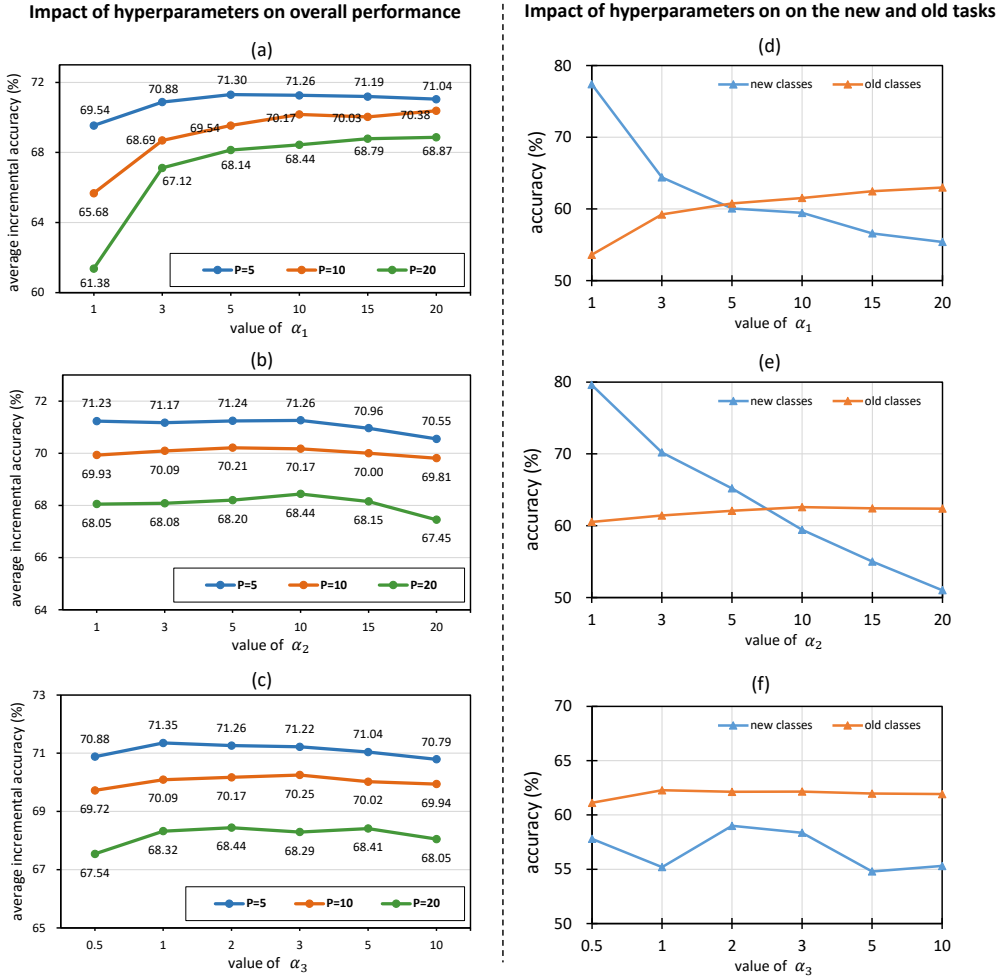 Impact of hyperparameters on overall performance
(a)
average incremental accuracy (%)
72
68
64
60
69.54
70.88
71.30
71.26
71.19
71.04
65.68
68.69
69.54
70.17
70.03
70.38
61.38
67.12
68.14
68.44
68.79
68.87
P=5 P=10 P=20
1 3 5 10 15 20
value of α1
(b)
average incremental accuracy (%)
72
70
68
66
64
71.23
71.17
71.24
71.26
70.96
70.55
69.93
70.09
70.21
70.17
70.00
69.81
68.05
68.08
68.20
68.44
68.15
67.45
P=5 P=10 P=20
1 3 5 10 15 20
value of α2
(c)
average incremental accuracy (%)
73
71
69
67
65
70.88
71.35
71.26
71.22
71.04
70.79
69.72
70.09
70.17
70.25
70.02
69.94
67.54
68.32
68.44
68.29
68.41
68.05
P=5 P=10 P=20
0.5 1 2 3 5 10
value of α3
Impact of hyperparameters on on the new and old tasks
(d)
accuracy (%)
80
70
60
50
new classes old classes
1 3 5 10 15 20
value of α1
(e)
accuracy (%)
80
70
60
50
new classes old classes
1 3 5 10 15 20
value of α2
(f)
accuracy (%)
70
65
60
55
50
new classes old classes
0.5 1 2 3 5 10
value of α3